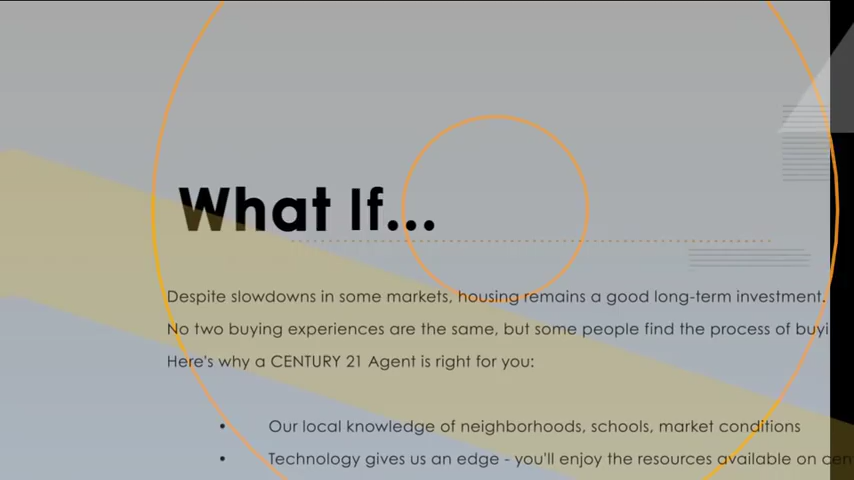 What If...
Despite slowdowns in some markets, housing remains a good long-term investment.
No two buying experiences are the same, but some people find the process of buyi
Here's why a CENTURY 21 Agent is right for you:
• Our local knowledge of neighborhoods, schools, market conditions
• Technology gives us an edge - you'll enjoy the resources available on cen